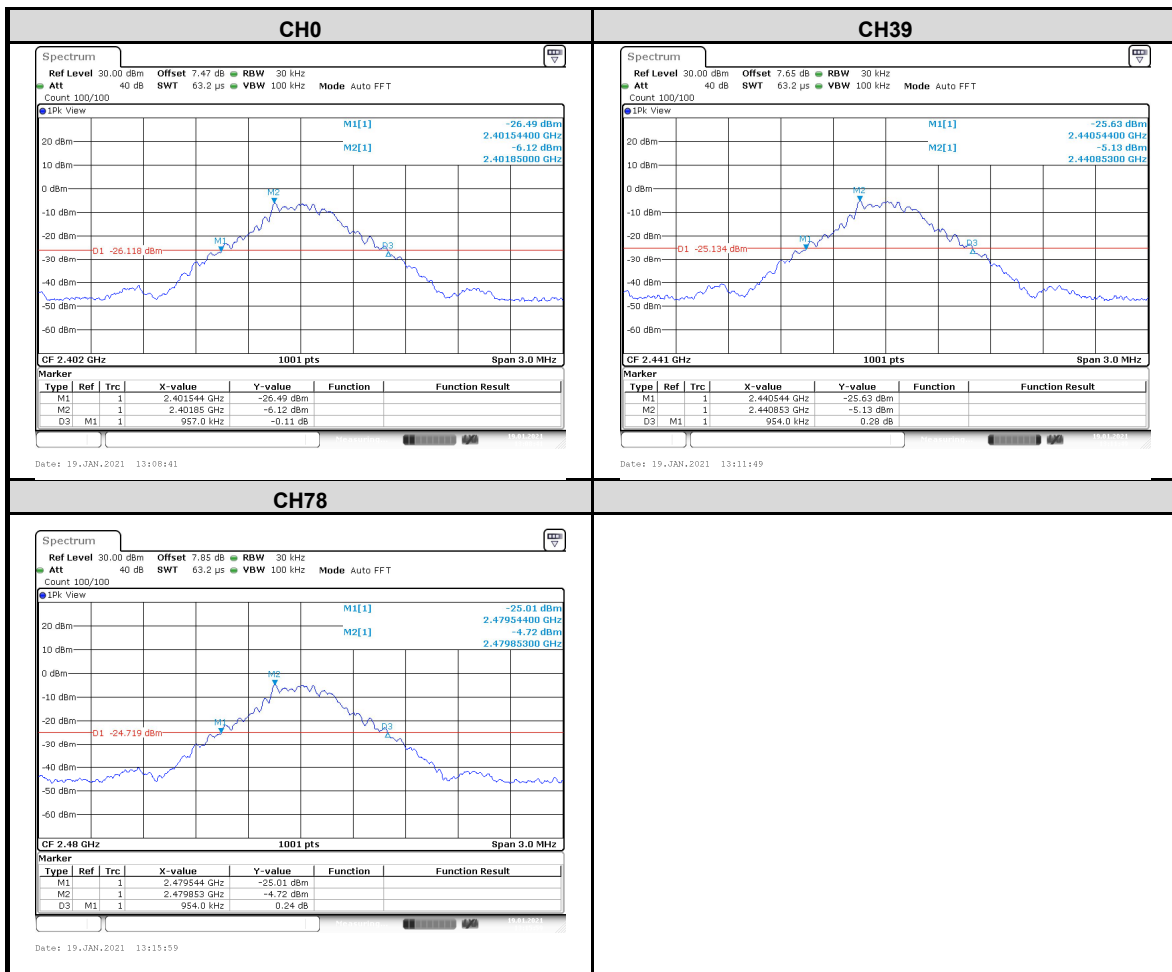 CH0
Spectrum
Ref Level 30.00 dBm Offset 7.47 dB RBW 30 kHz
Att 40 dB SWT 63.2 µs VBW 100 kHz Mode Auto FFT
Count 100/100
1Pk View
M1[1] -26.49 dBm
2.40154400 GHz
M2[1] -6.12 dBm
2.40185000 GHz
20 dBm
10 dBm
0 dBm
M2
-10 dBm
-20 dBm
M1
D3
D1 -26.118 dBm
-30 dBm
-40 dBm
-50 dBm
-60 dBm
CF 2.402 GHz 1001 pts Span 3.0 MHz
Marker
Type Ref Trc X-value Y-value Function Function Result
M1 1 2.401544 GHz -26.49 dBm
M2 1 2.40185 GHz -6.12 dBm
D3 M1 1 957.0 kHz -0.11 dB
19.01.2021
Date: 19.JAN.2021 13:08:41
CH39
Spectrum
Ref Level 30.00 dBm Offset 7.65 dB RBW 30 kHz
Att 40 dB SWT 63.2 µs VBW 100 kHz Mode Auto FFT
Count 100/100
1Pk View
M1[1] -25.63 dBm
2.44054400 GHz
M2[1] -5.13 dBm
2.44085300 GHz
20 dBm
10 dBm
0 dBm
M2
-10 dBm
-20 dBm
M1
D3
D1 -25.134 dBm
-30 dBm
-40 dBm
-50 dBm
-60 dBm
CF 2.441 GHz 1001 pts Span 3.0 MHz
Marker
Type Ref Trc X-value Y-value Function Function Result
M1 1 2.440544 GHz -25.63 dBm
M2 1 2.440853 GHz -5.13 dBm
D3 M1 1 954.0 kHz 0.28 dB
19.01.2021
Date: 19.JAN.2021 13:11:49
CH78
Spectrum
Ref Level 30.00 dBm Offset 7.85 dB RBW 30 kHz
Att 40 dB SWT 63.2 µs VBW 100 kHz Mode Auto FFT
Count 100/100
1Pk View
M1[1] -25.01 dBm
2.47954400 GHz
M2[1] -4.72 dBm
2.47985300 GHz
20 dBm
10 dBm
0 dBm
M2
-10 dBm
-20 dBm
M1
D3
D1 -24.719 dBm
-30 dBm
-40 dBm
-50 dBm
-60 dBm
CF 2.48 GHz 1001 pts Span 3.0 MHz
Marker
Type Ref Trc X-value Y-value Function Function Result
M1 1 2.479544 GHz -25.01 dBm
M2 1 2.479853 GHz -4.72 dBm
D3 M1 1 954.0 kHz 0.24 dB
19.01.2021
Date: 19.JAN.2021 13:15:59